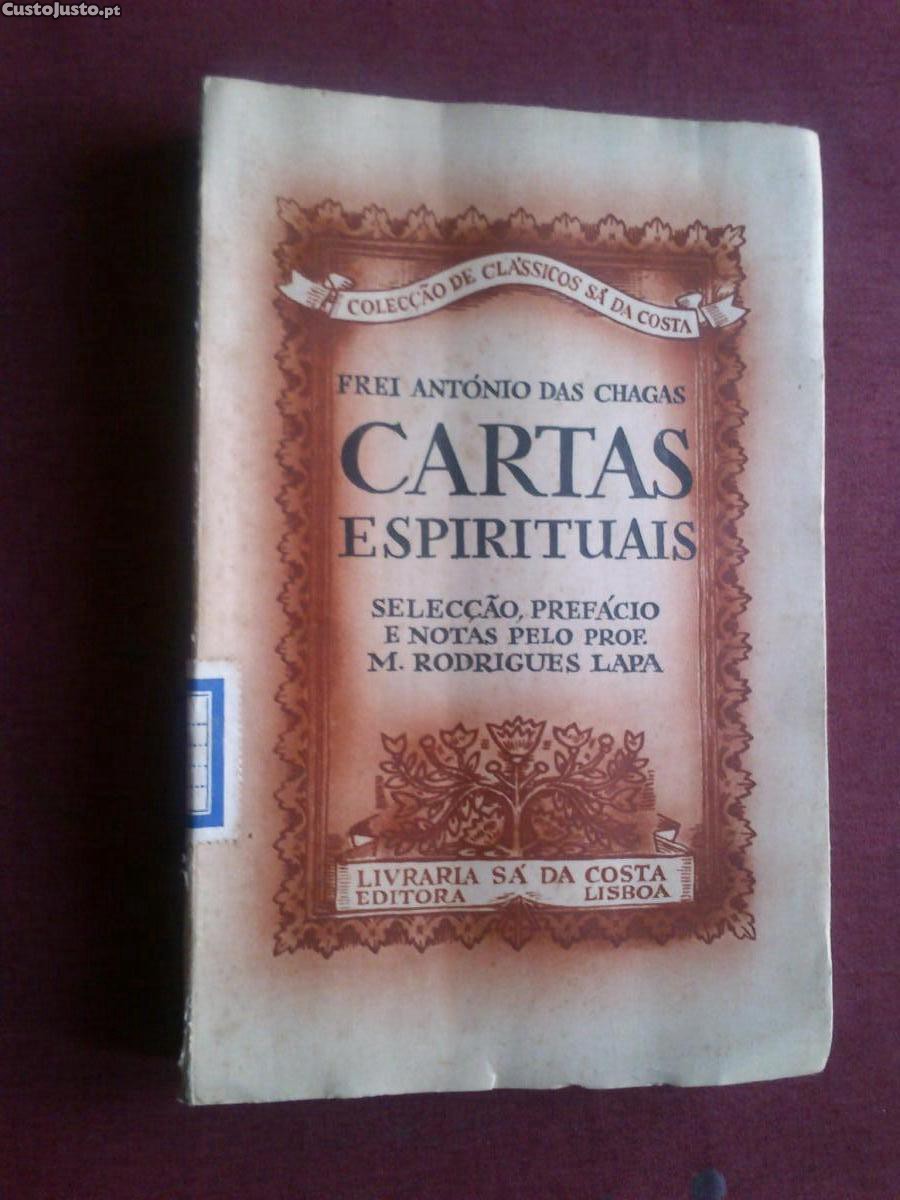 CustoJusto.pt
COLECÇÃO DE CLÁSSICOS SÁ DA COSTA
FREI ANTÓNIO DAS CHAGAS
CARTAS
ESPIRITUAIS
SELECÇÃO, PREFÁCIO
E NOTAS PELO PROF.
M. RODRIGUES LAPA
LIVRARIA SÁ DA COSTA
EDITORA LISBOA